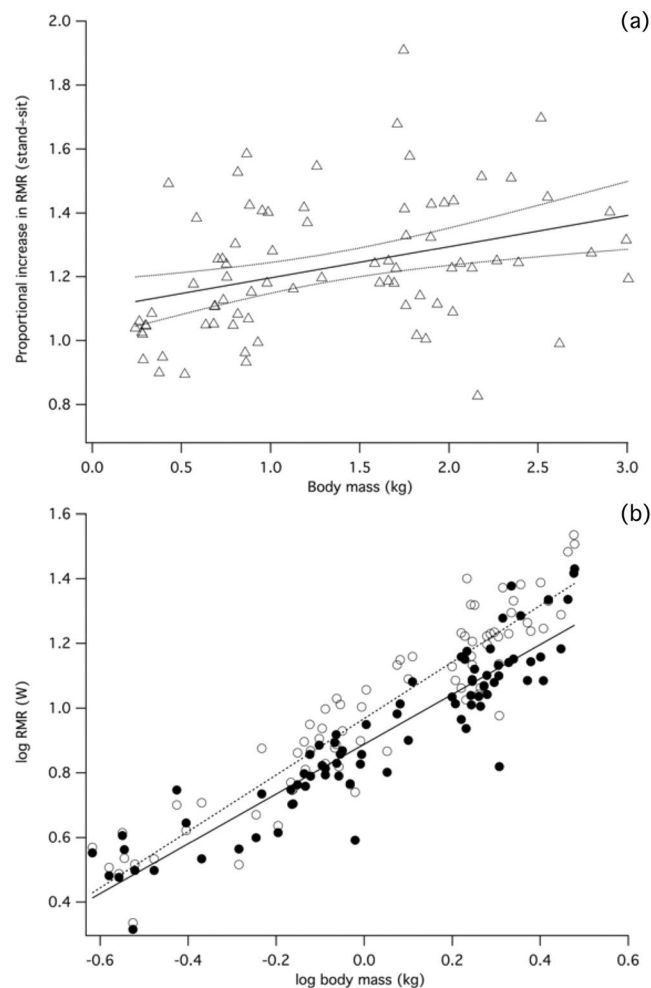 (a)
Proportional increase in RMR (stand÷sit)
2.0
1.8
1.6
1.4
1.2
1.0
0.8
0.0 0.5 1.0 1.5 2.0 2.5 3.0
Body mass (kg)
(b)
log RMR (W)
1.6
1.4
1.2
1.0
0.8
0.6
0.4
-0.6 -0.4 -0.2 0.0 0.2 0.4 0.6
log body mass (kg)